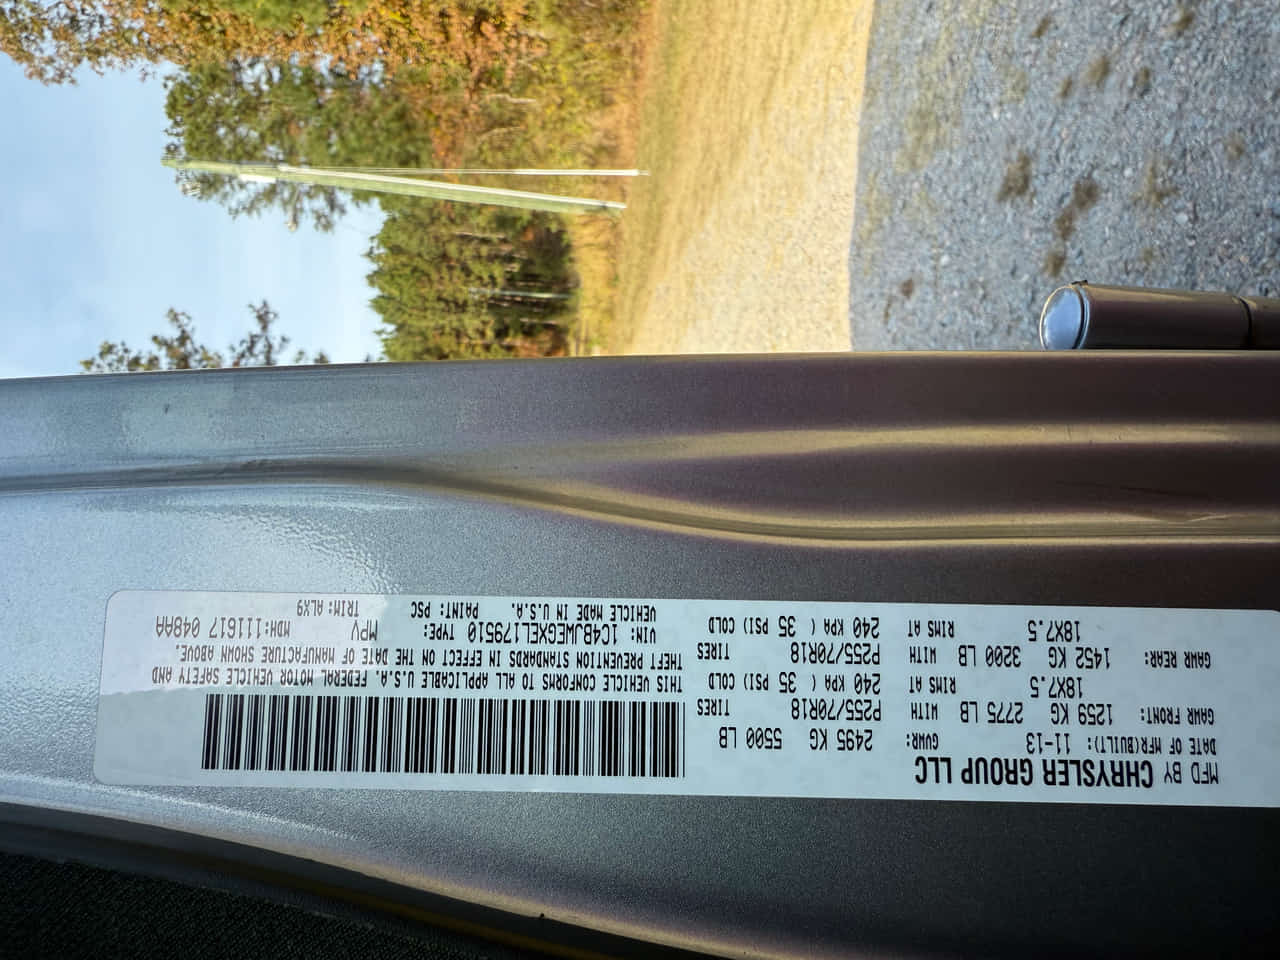 MFD BY CHRYSLER GROUP LLC
DATE OF MFR(BUILT): 11-13 GVWR: 2495 KG 5500 LB
GAWR FRONT: 1259 KG 2775 LB WITH P255/70R18 TIRES
18X7.5 RIMS AT 240 KPA ( 35 PSI) COLD
GAWR REAR: 1452 KG 3200 LB WITH P255/70R18 TIRES
18X7.5 RIMS AT 240 KPA ( 35 PSI) COLD
THIS VEHICLE CONFORMS TO ALL APPLICABLE U.S.A. FEDERAL MOTOR VEHICLE SAFETY AND
THEFT PREVENTION STANDARDS IN EFFECT ON THE DATE OF MANUFACTURE SHOWN ABOVE.
VIN: 1C4BJWEGXEL179510 TYPE: MPV MDH:111617 048AA
VEHICLE MADE IN U.S.A. PAINT: PSC TRIM: ALX9